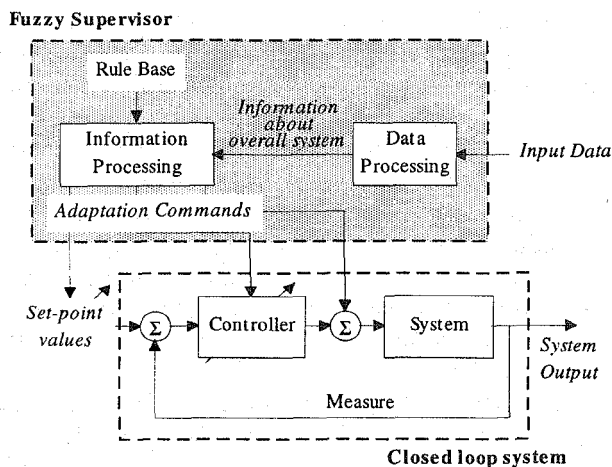 Fuzzy Supervisor
Rule Base
Information
about
overall system
Information
Processing
Data
Processing
Input Data
Adaptation Commands
Set-point
values
Σ
Controller
Σ
System
System
Output
Measure
Closed loop system